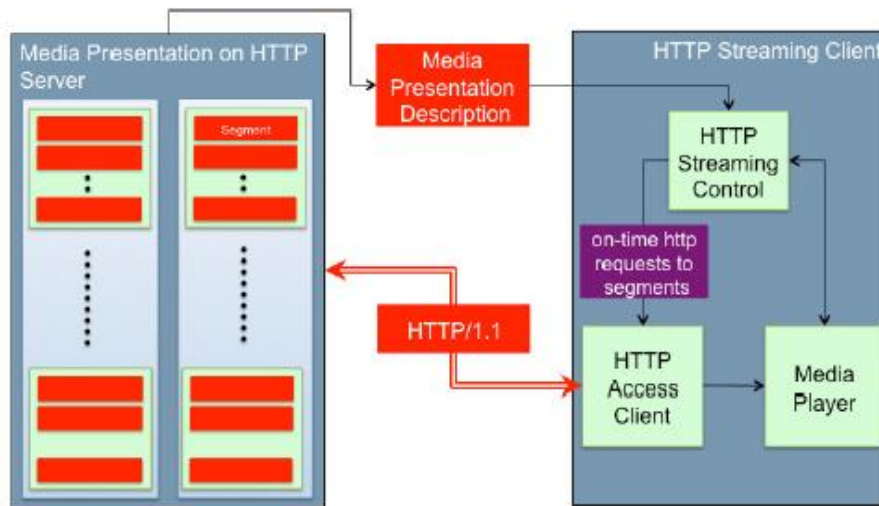 Media Presentation on HTTP
Server
Segment
Media
Presentation
Description
HTTP Streaming Client
HTTP
Streaming
Control
on-time http
requests to
segments
HTTP/1.1
HTTP
Access
Client
Media
Player